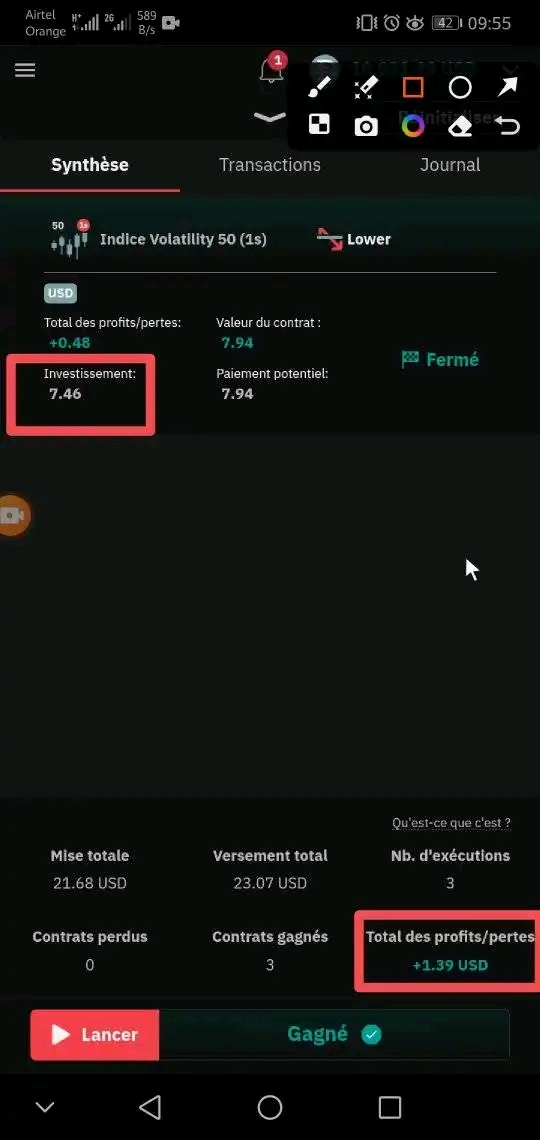 Airtel
Orange
H+
2G
589
B/s
42
09:55
1
Synthèse
Transactions
Journal
50
1s
Indice Volatility 50 (1s)
Lower
USD
Total des profits/pertes:
Valeur du contrat :
+0.48
7.94
Fermé
Investissement:
Paiement potentiel:
7.46
7.94
Qu'est-ce que c'est ?
Mise totale
Versement total
Nb. d'exécutions
21.68 USD
23.07 USD
3
Contrats perdus
Contrats gagnés
Total des profits/pertes
0
3
+1.39 USD
Lancer
Gagné